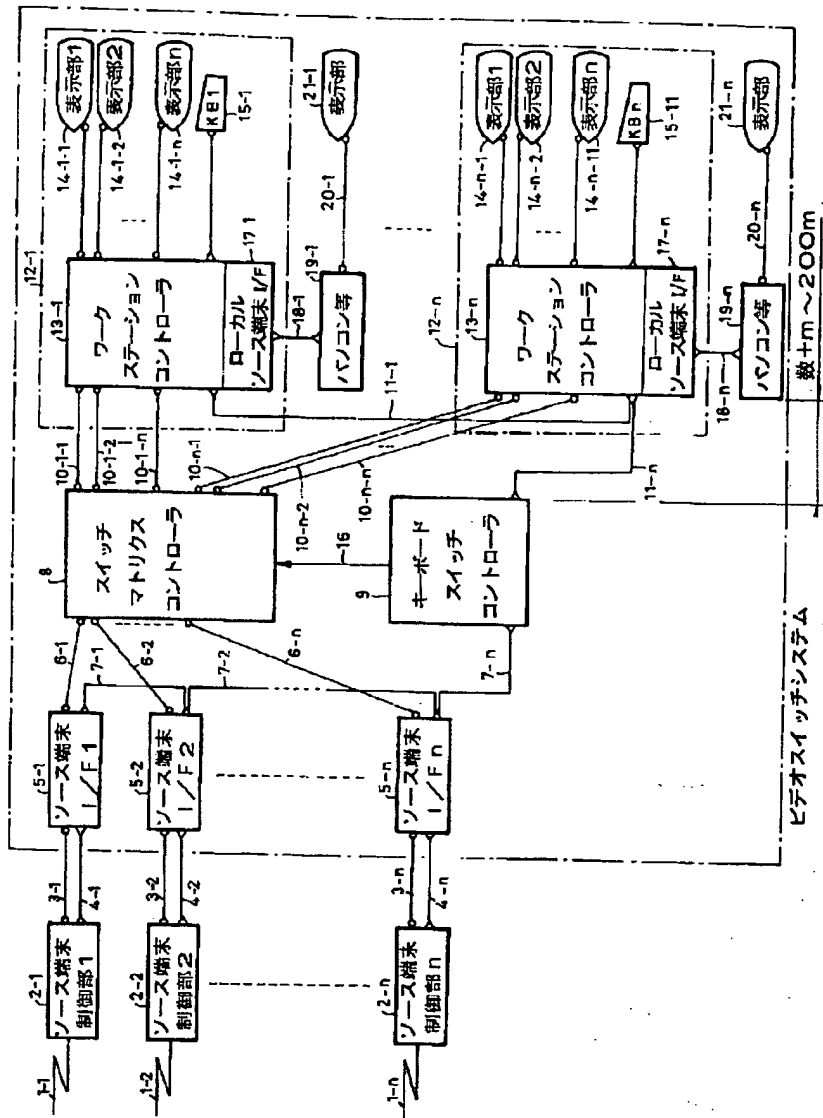 1-1
2-1
ソース端末
制御部1
3-1
4-1
5-1
ソース端末
I/F1
6-1
7-1
1-2
2-2
ソース端末
制御部2
3-2
4-2
5-2
ソース端末
I/F2
6-2
7-2
1-n
2-n
ソース端末
制御部n
3-n
4-n
5-n
ソース端末
I/Fn
6-n
7-n
8
スイッチ
マトリクス
コントローラ
16
9
キーボード
スイッチ
コントローラ
10-1-1
10-1-2
10-1-n
10-n-1
10-n-2
10-n-n
11-1
11-n
12-1
13-1
ワーク
ステーション
コントローラ
ローカル
ソース端末I/F
17-1
14-1-1
表示部1
14-1-2
表示部2
14-1-n
表示部n
KB1
15-1
18-1
19-1
パソコン等
20-1
21-1
表示部
12-n
13-n
ワーク
ステーション
コントローラ
ローカル
ソース端末I/F
17-n
14-n-1
表示部1
14-n-2
表示部2
14-n-11
表示部n
KBn
15-11
18-n
19-n
パソコン等
20-n
21-n
表示部
数+m〜200m
ビデオスイッチシステム